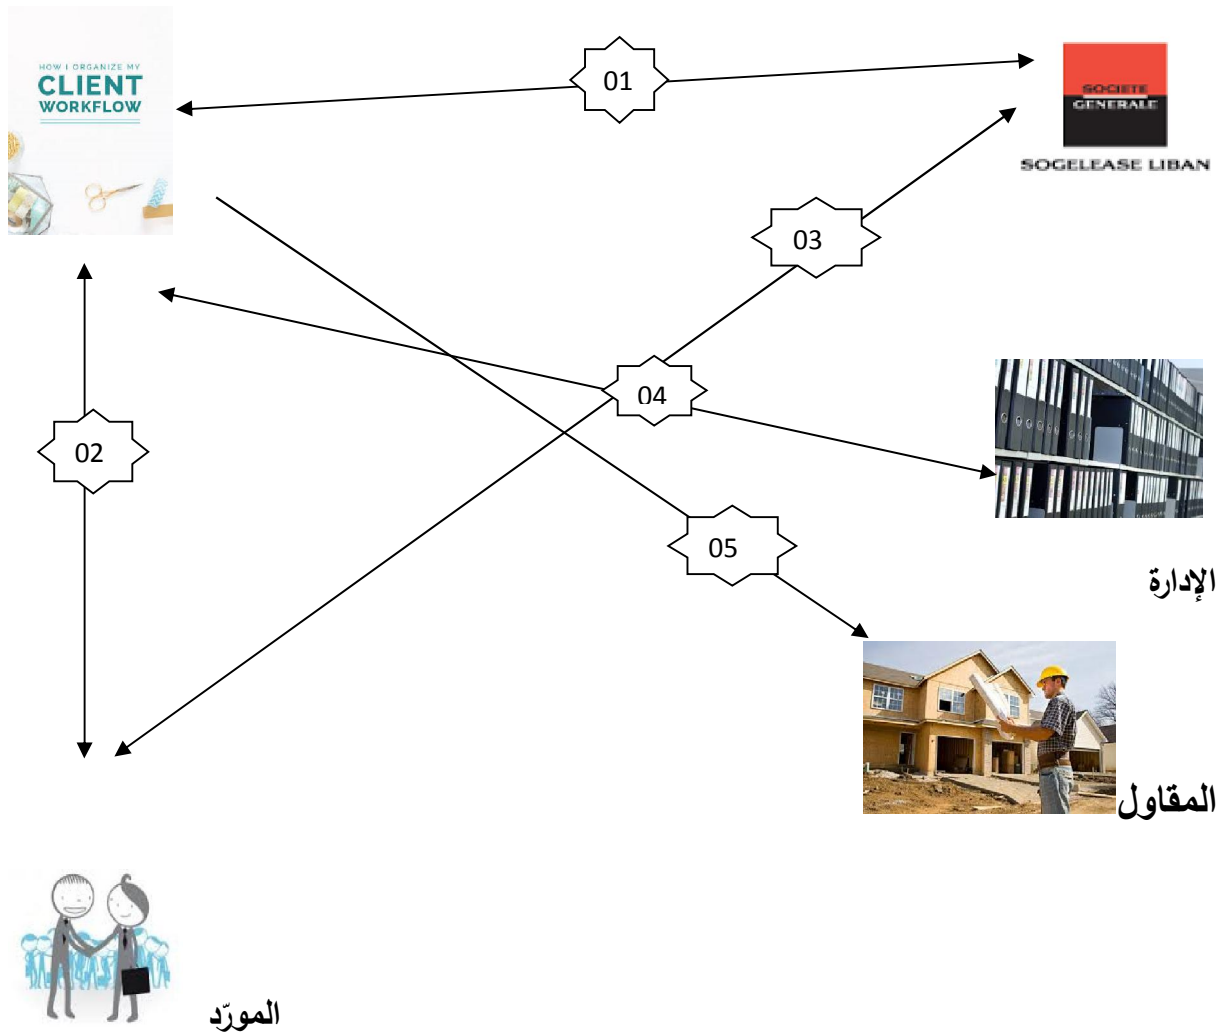 HOW I ORGANIZE MY
CLIENT
WORKFLOW
01
SOCIETE
GENERALE
SOGELEASE LIBAN
03
04
02
05
الإدارة
المقاول
المورّد